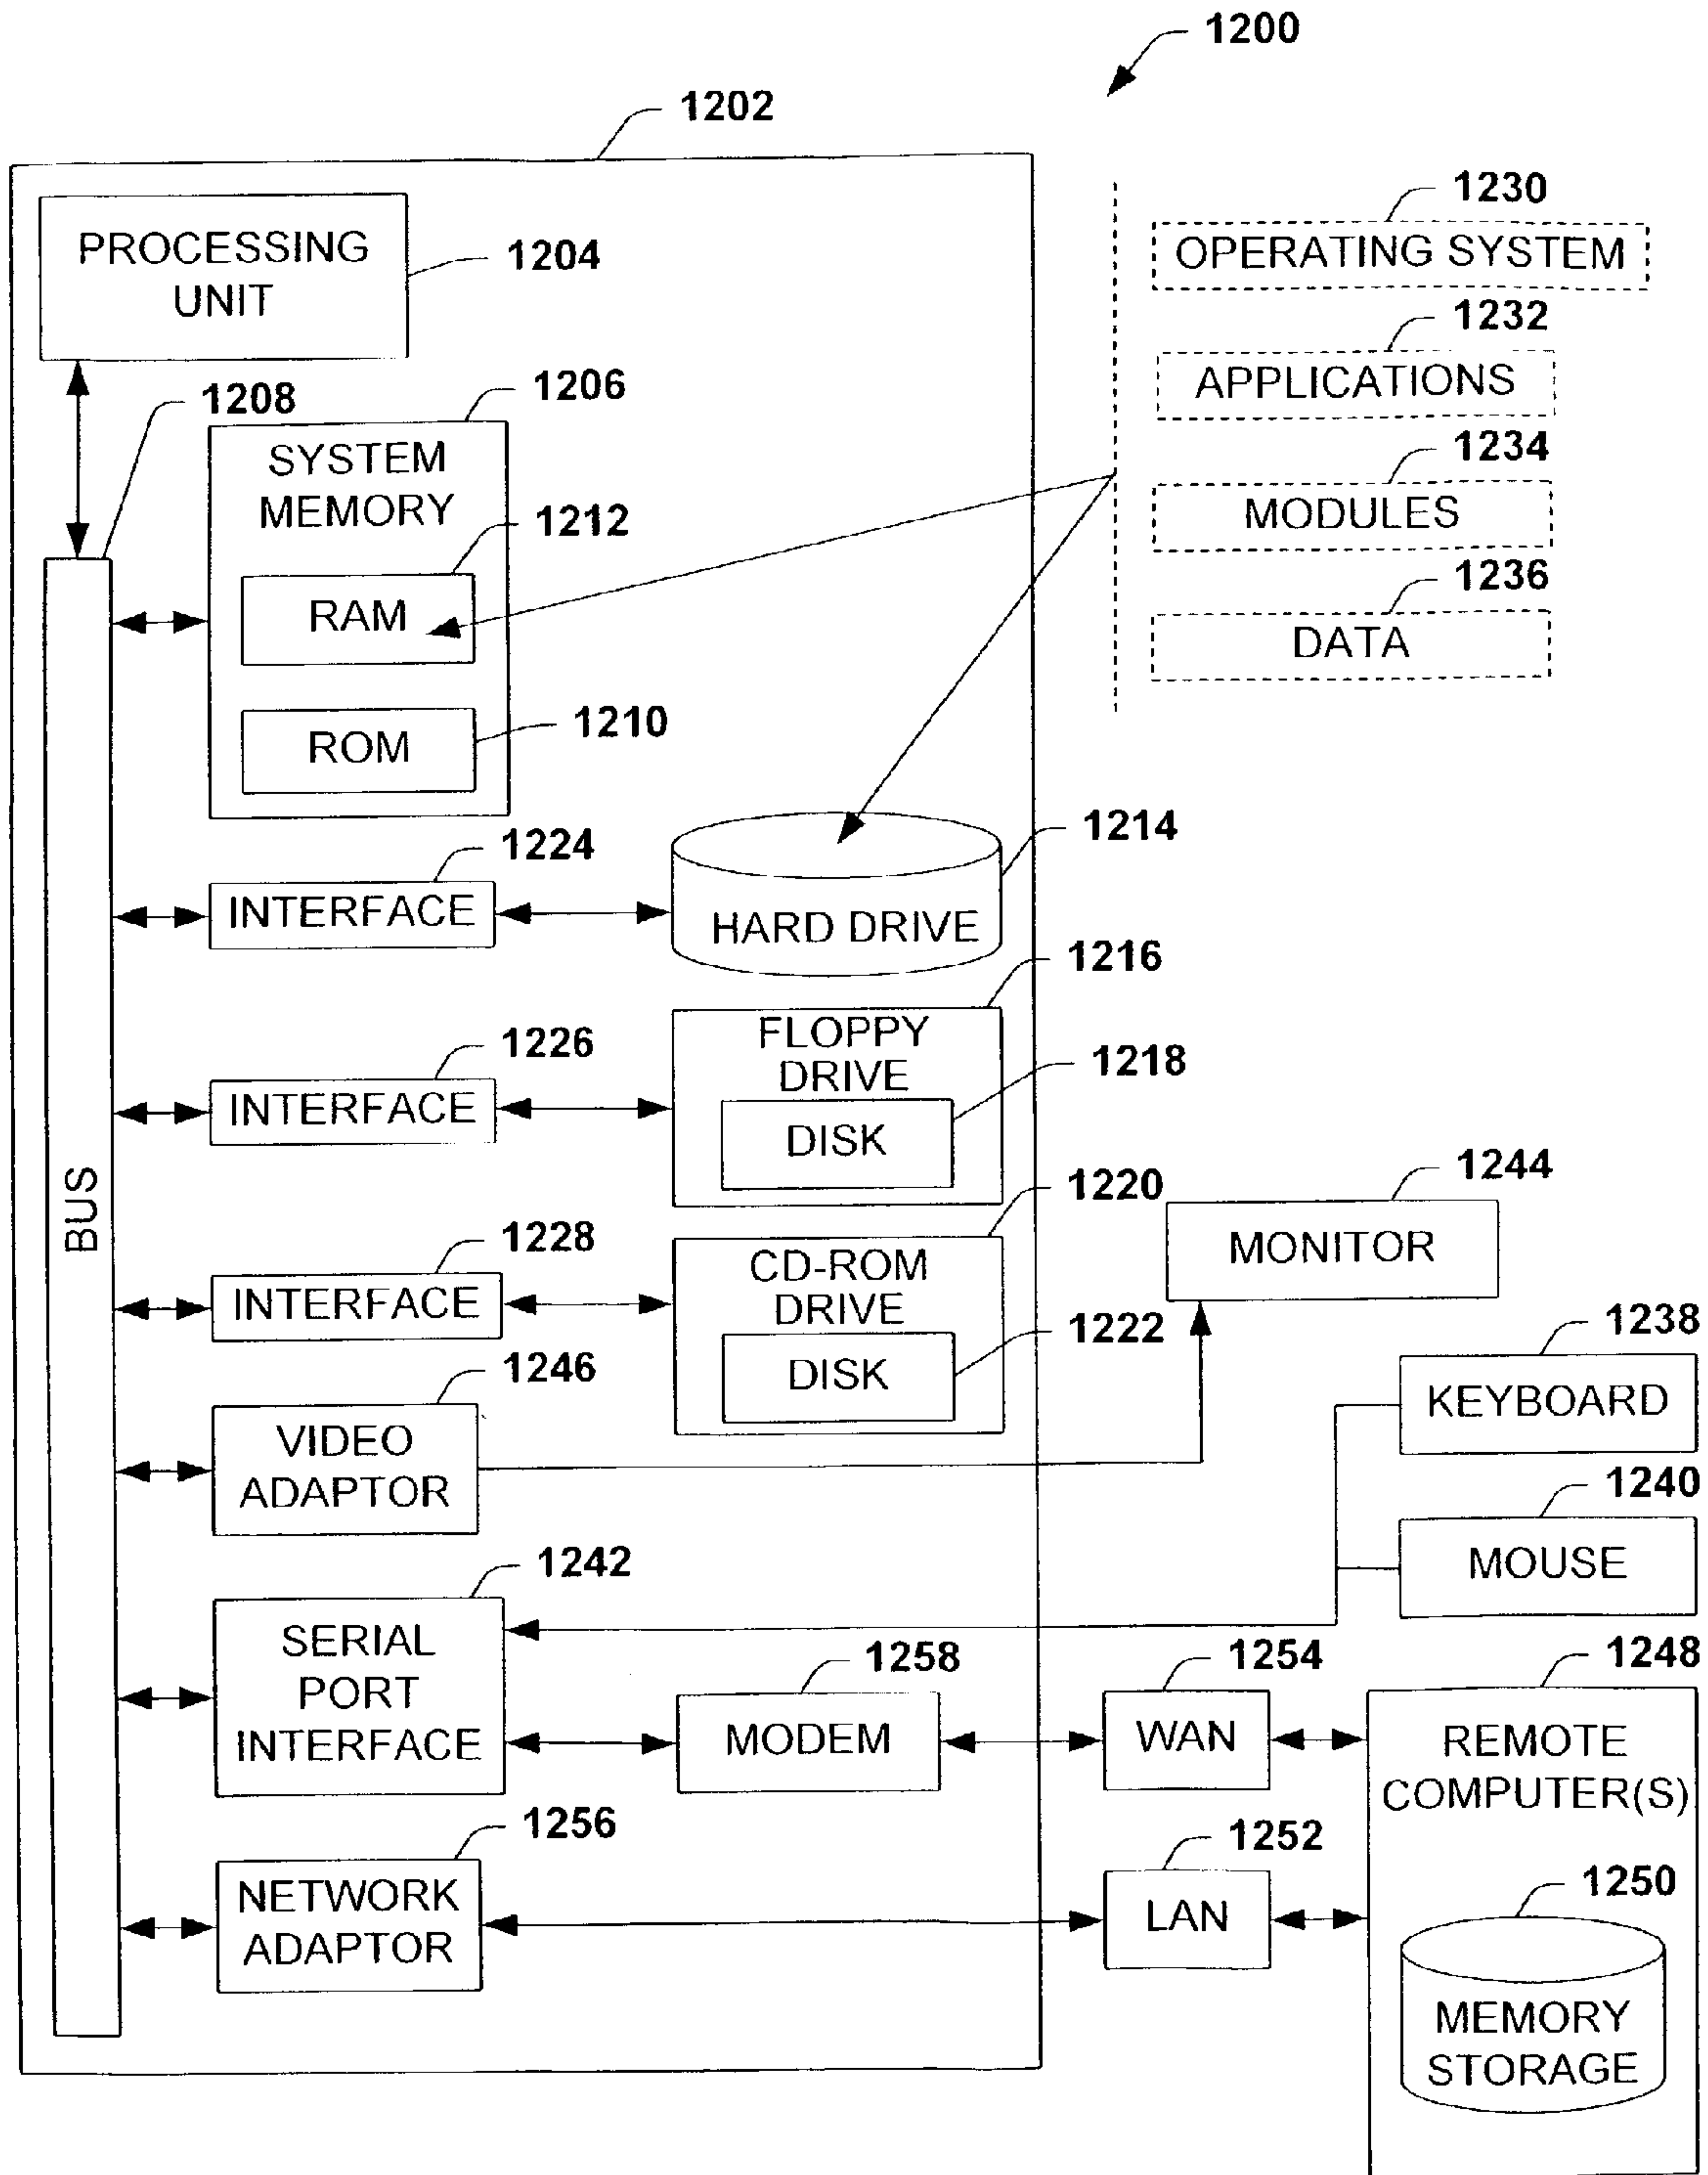 1200
1202
PROCESSING
UNIT
1204
1230
OPERATING SYSTEM
1232
APPLICATIONS
1234
MODULES
1236
DATA
1208
1206
SYSTEM
MEMORY
1212
RAM
1210
ROM
1224
INTERFACE
1214
HARD DRIVE
1216
FLOPPY
DRIVE
1218
DISK
1226
INTERFACE
BUS
1228
INTERFACE
1220
CD-ROM
DRIVE
1222
DISK
1244
MONITOR
1238
KEYBOARD
1246
VIDEO
ADAPTOR
1240
MOUSE
1242
SERIAL
PORT
INTERFACE
1258
MODEM
1254
WAN
1248
REMOTE
COMPUTER(S)
1256
NETWORK
ADAPTOR
1252
LAN
1250
MEMORY
STORAGE